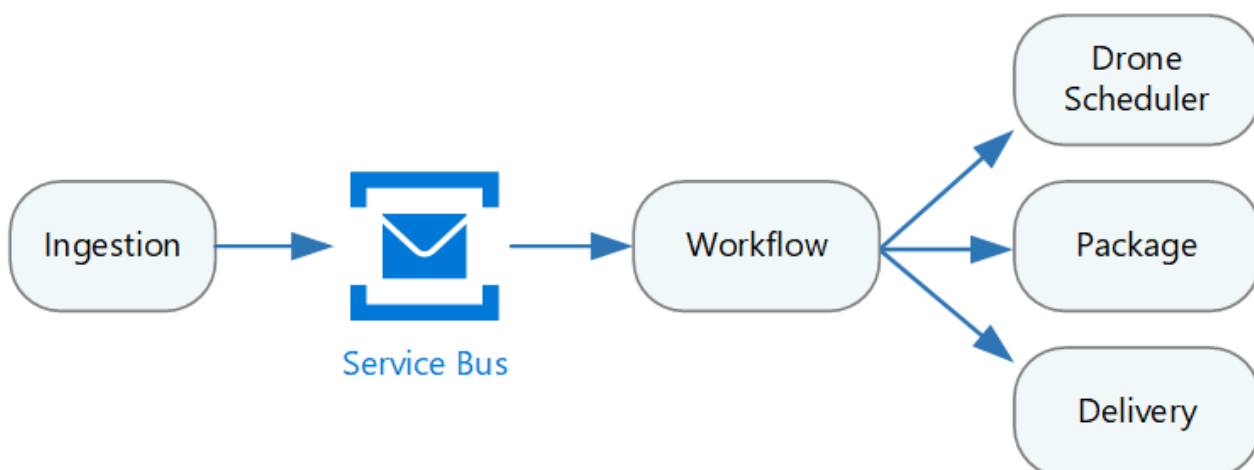 Ingestion
Service Bus
Workflow
Drone
Scheduler
Package
Delivery